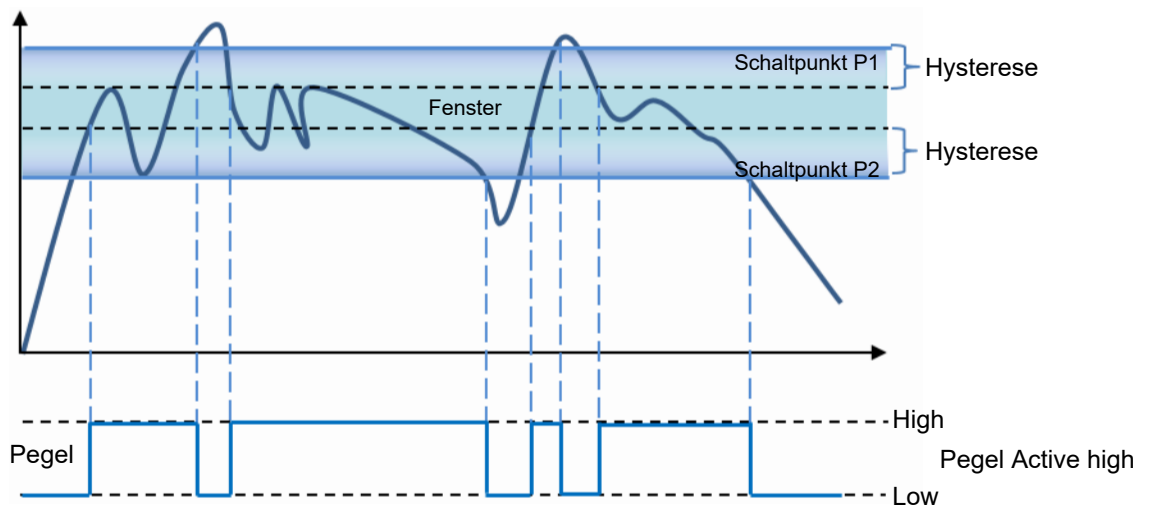 Schaltpunkt P1
Hysterese
Fenster
Hysterese
Schaltpunkt P2
High
Pegel
Pegel Active high
Low